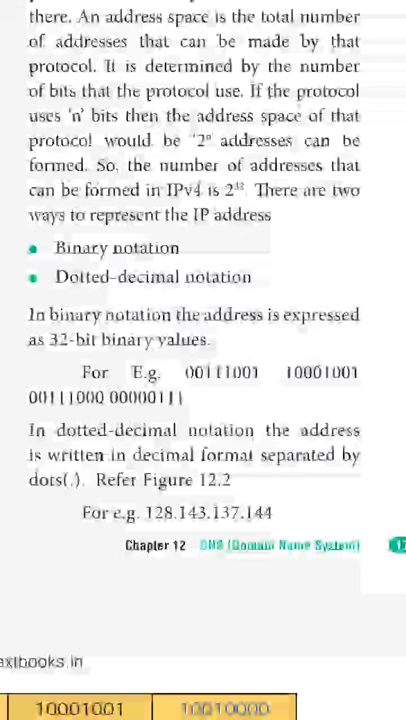 there. An address space is the total number
of addresses that can be made by that
protocol. It is determined by the number
of bits that the protocol use. If the protocol
uses 'n' bits then the address space of that
protocol would be '2ⁿ addresses can be
formed. So, the number of addresses that
can be formed in IPv4 is 2³². There are two
ways to represent the IP address
• Binary notation
• Dotted-decimal notation
In binary notation the address is expressed
as 32-bit binary values.
For E.g. 00111001 10001001
00111000 00000111
In dotted-decimal notation the address
is written in decimal format separated by
dots(.). Refer Figure 12.2
For e.g. 128.143.137.144
Chapter 12 DNS (Domain Name System)
textbooks.in
10001001 10010000